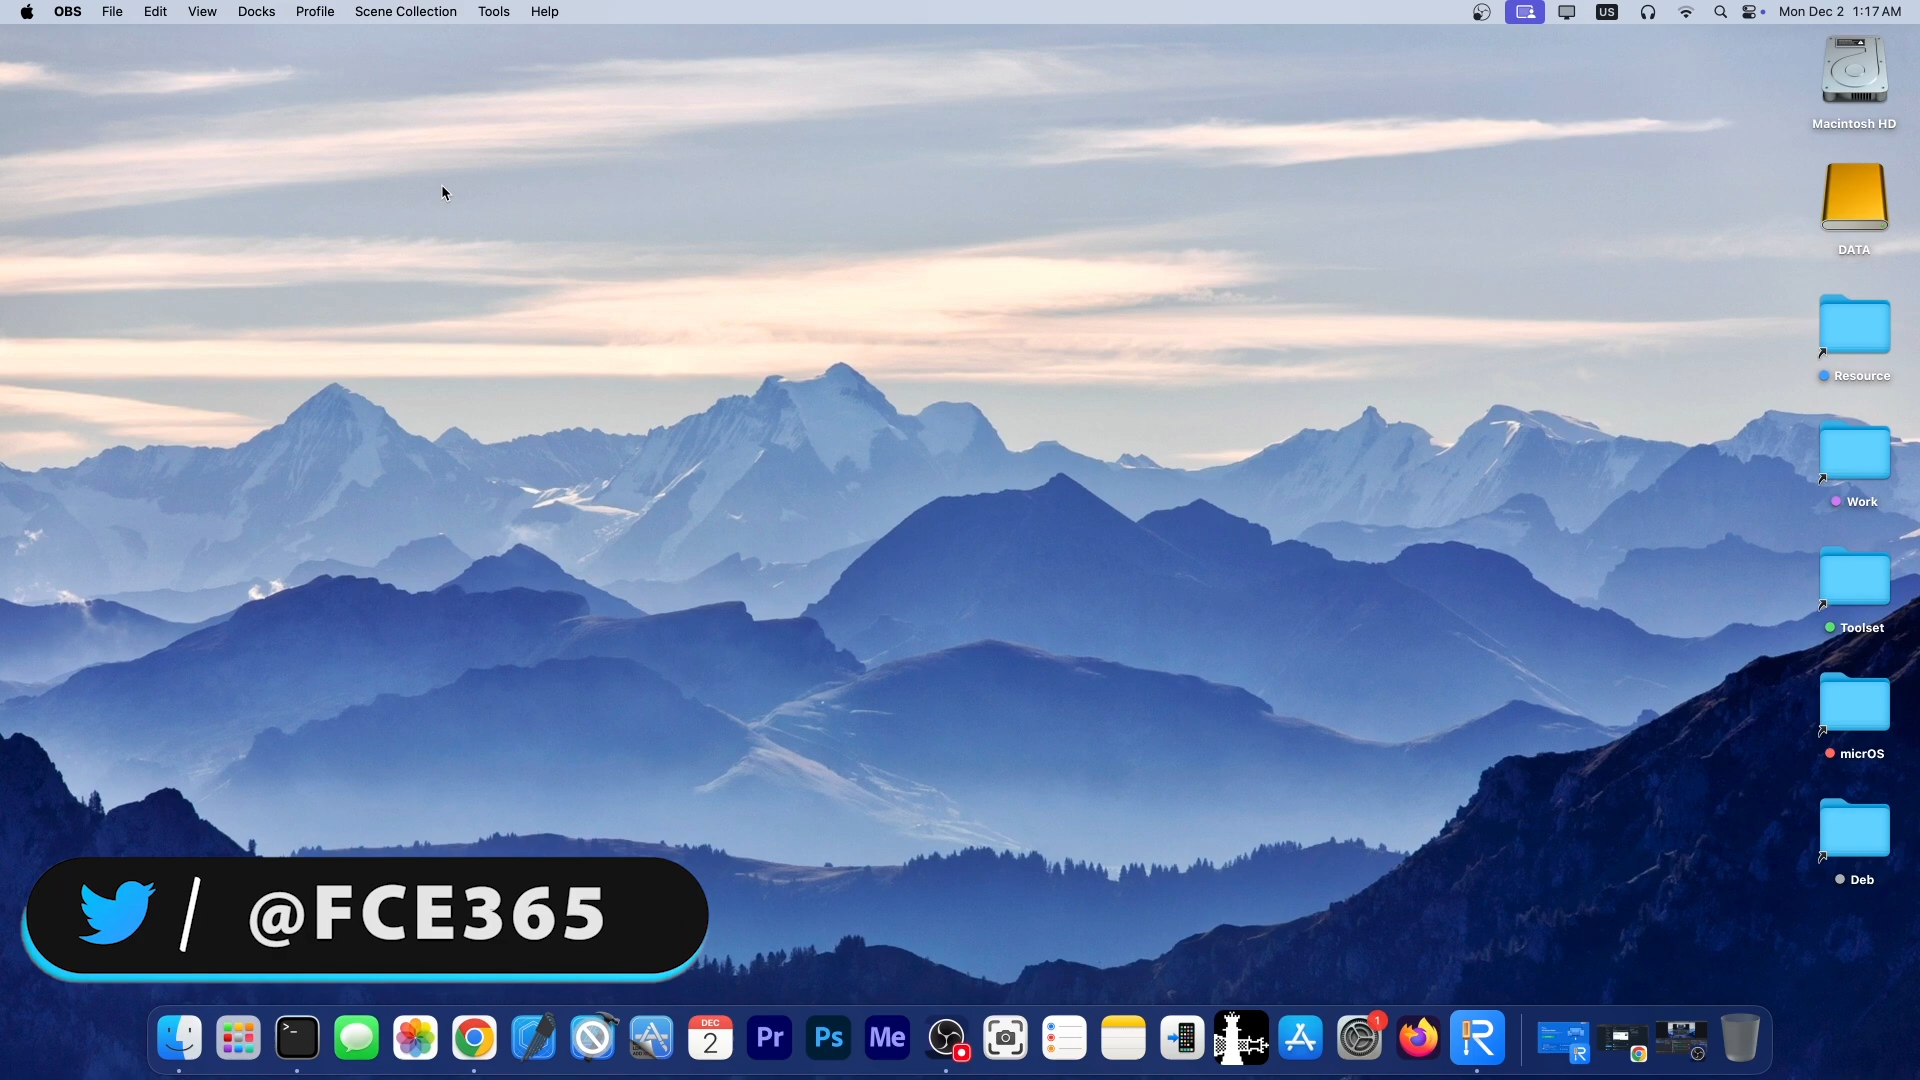 OBS File Edit View Docks Profile Scene Collection Tools Help US Mon Dec 2 1:17 AM
Macintosh HD
DATA
Resource
Work
Toolset
micrOS
Deb
/ @FCE365
>_ DEC 2 Pr Ps Me 1